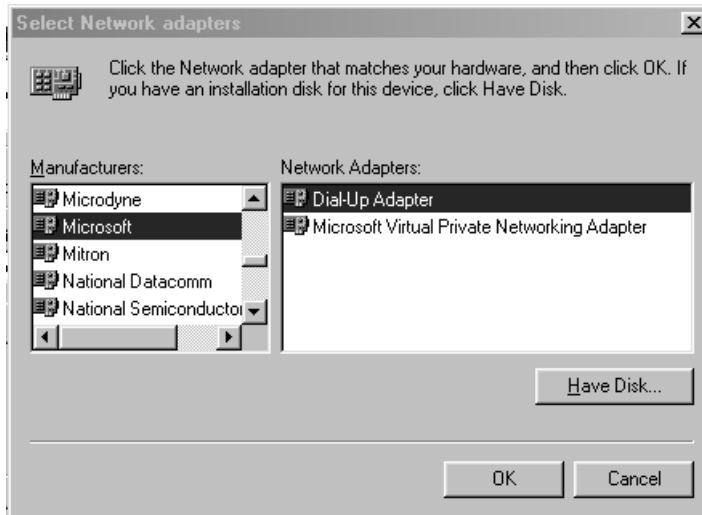 Select Network adapters
Click the Network adapter that matches your hardware, and then click OK. If
you have an installation disk for this device, click Have Disk.
Manufacturers:
Microdyne
Microsoft
Mitron
National Datacomm
National Semiconductor
Network Adapters:
Dial-Up Adapter
Microsoft Virtual Private Networking Adapter
Have Disk...
OK
Cancel